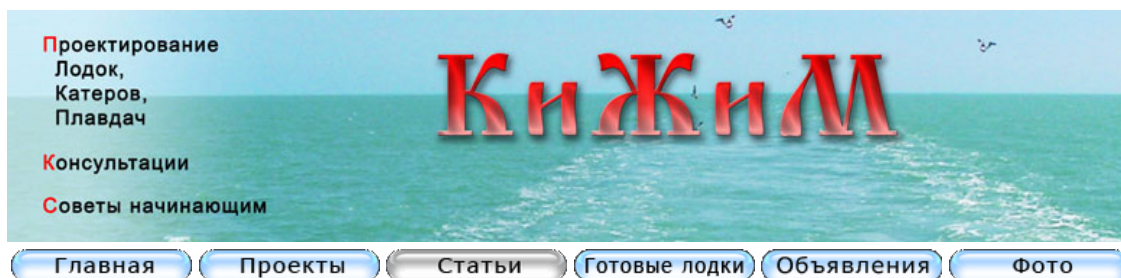 Проектирование
Лодок,
Катеров,
Плавдач
Консультации
Советы начинающим
КиЖиМ
Главная
Проекты
Статьи
Готовые лодки
Объявления
Фото